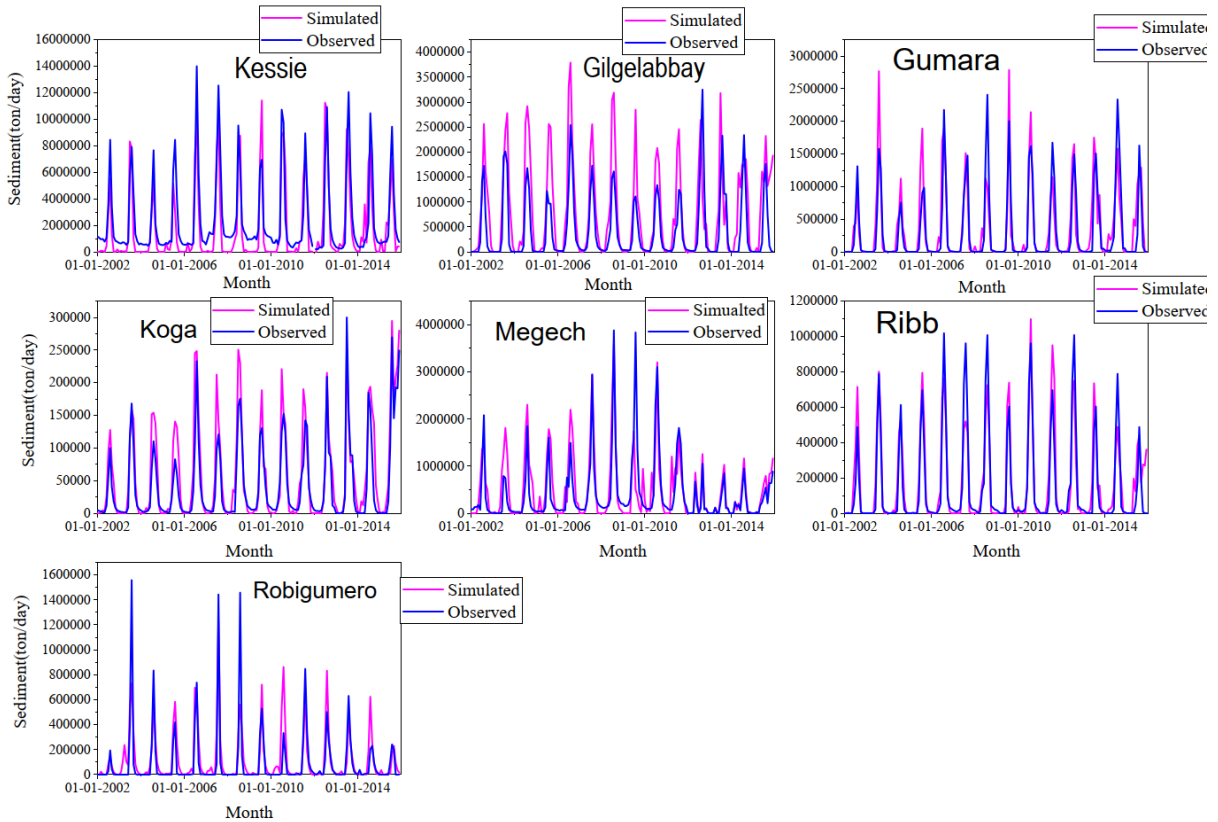 Simulated
Observed
Kessie
Sediment(ton/day)
16000000
14000000
12000000
10000000
8000000
6000000
4000000
2000000
0
01-01-2002
01-01-2006
01-01-2010
01-01-2014
Month
Simulated
Observed
Gilgelabbay
4000000
3500000
3000000
2500000
2000000
1500000
1000000
500000
0
01-01-2002
01-01-2006
01-01-2010
01-01-2014
Month
Simulated
Observed
Gumara
3000000
2500000
2000000
1500000
1000000
500000
0
01-01-2002
01-01-2006
01-01-2010
01-01-2014
Month
Simulated
Observed
Koga
Sediment(ton/day)
300000
250000
200000
150000
100000
50000
0
01-01-2002
01-01-2006
01-01-2010
01-01-2014
Month
Simualted
Observed
Megech
4000000
3000000
2000000
1000000
0
01-01-2002
01-01-2006
01-01-2010
01-01-2014
Month
Simulated
Observed
Ribb
1200000
1000000
800000
600000
400000
200000
0
01-01-2002
01-01-2006
01-01-2010
01-01-2014
Month
Simulated
Observed
Robigumero
Sediment(ton/day)
1600000
1400000
1200000
1000000
800000
600000
400000
200000
0
01-01-2002
01-01-2006
01-01-2010
01-01-2014
Month